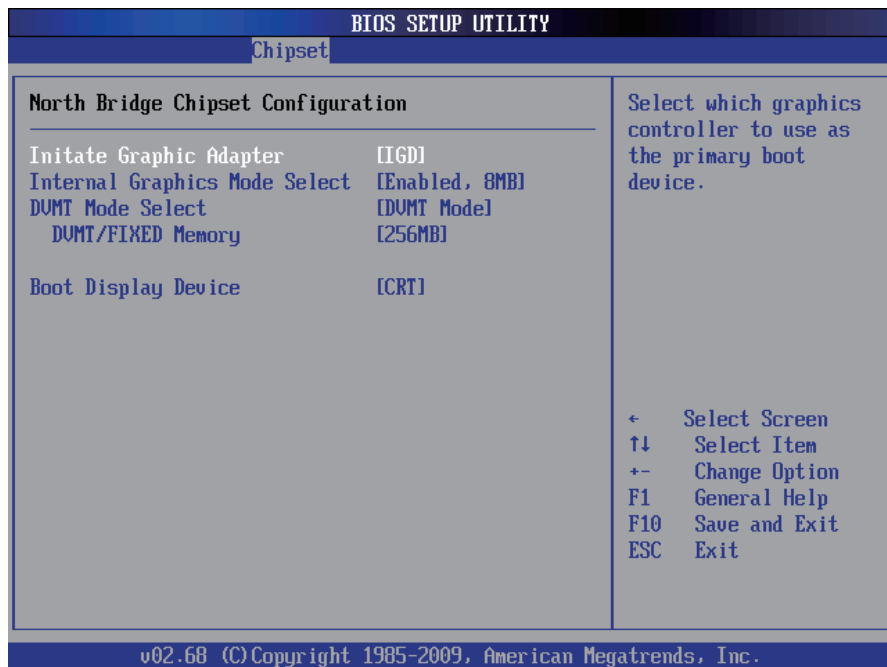 BIOS SETUP UTILITY
Chipset
North Bridge Chipset Configuration
Initate Graphic Adapter [IGD]
Internal Graphics Mode Select [Enabled, 8MB]
DVMT Mode Select [DVMT Mode]
DVMT/FIXED Memory [256MB]
Boot Display Device [CRT]
Select which graphics
controller to use as
the primary boot
device.
← Select Screen
↑↓ Select Item
+- Change Option
F1 General Help
F10 Save and Exit
ESC Exit
v02.68 (C)Copyright 1985-2009, American Megatrends, Inc.